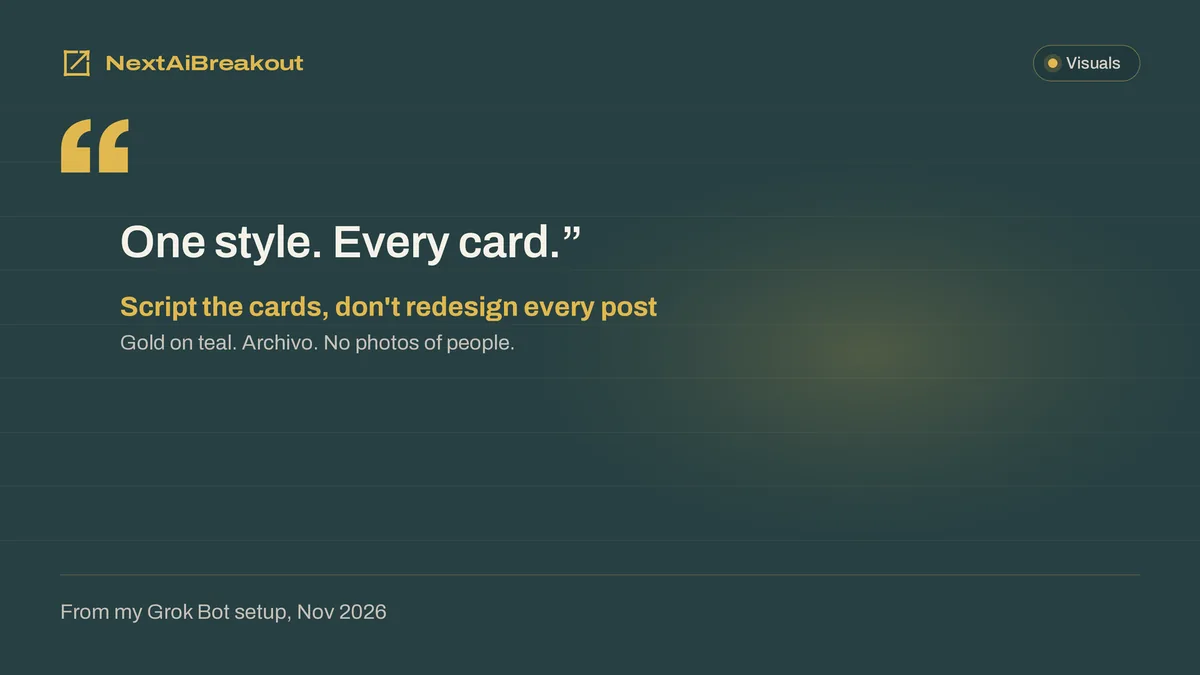 NextAiBreakout
Visuals
“
One style. Every card.”
Script the cards, don't redesign every post
Gold on teal. Archivo. No photos of people.
From my Grok Bot setup, Nov 2026